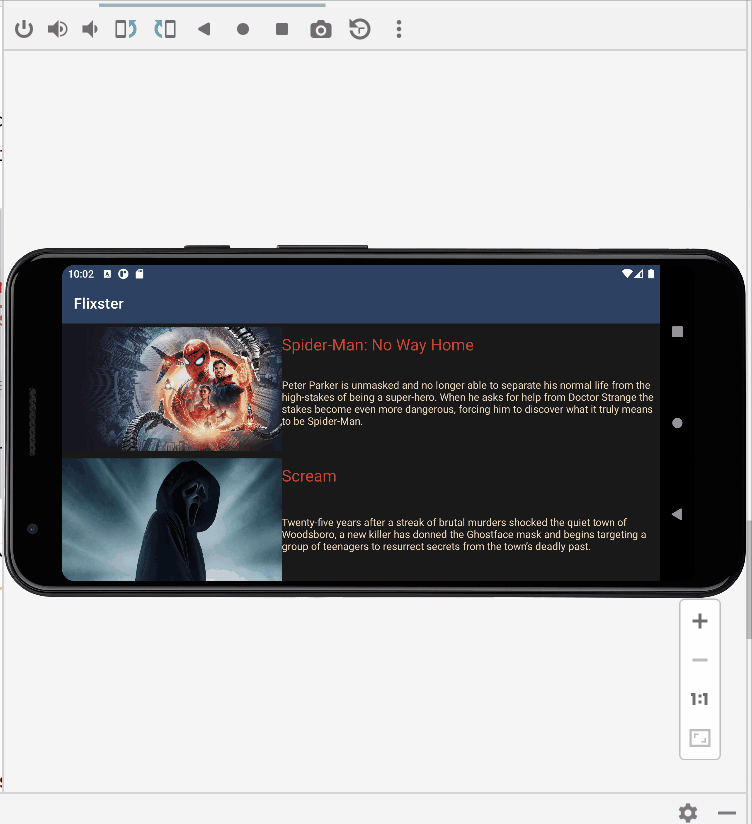 10:02
Flixster
Spider-Man: No Way Home
Peter Parker is unmasked and no longer able to separate his normal life from the
high-stakes of being a super-hero. When he asks for help from Doctor Strange the
stakes become even more dangerous, forcing him to discover what it truly means
to be Spider-Man.
Scream
Twenty-five years after a streak of brutal murders shocked the quiet town of
Woodsboro, a new killer has donned the Ghostface mask and begins targeting a
group of teenagers to resurrect secrets from the town's deadly past.
1:1